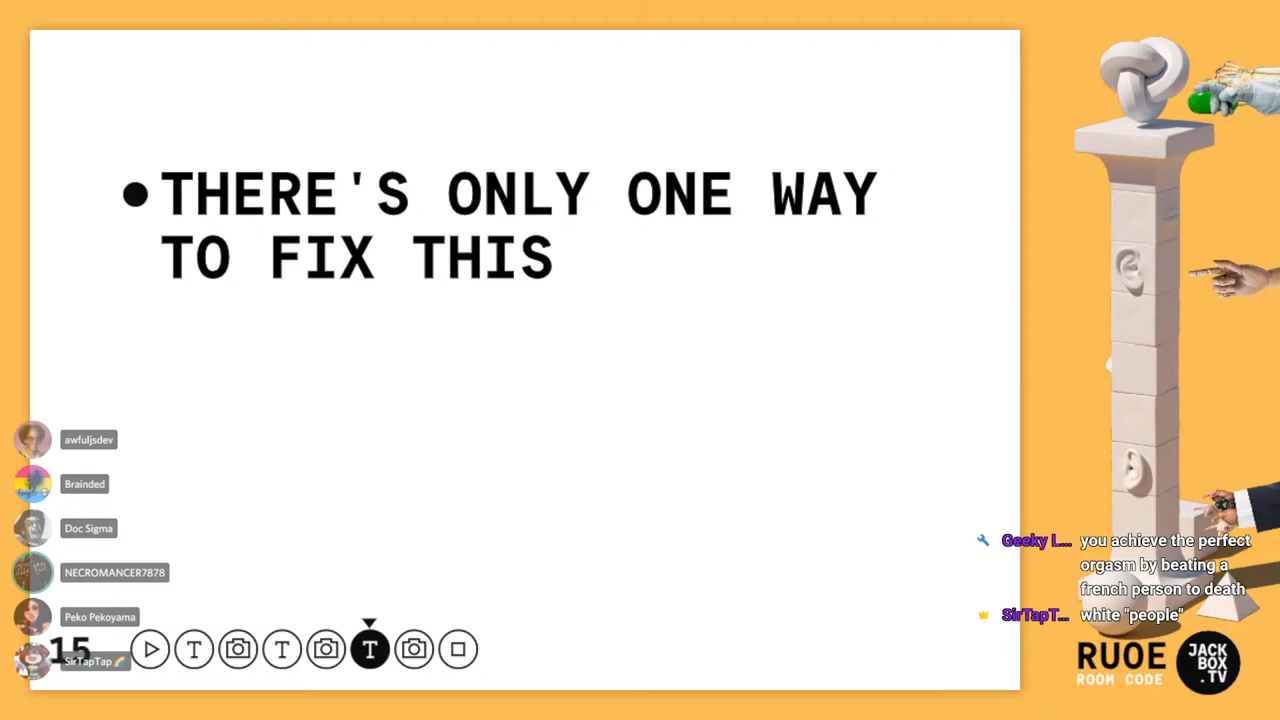 THERE'S ONLY ONE WAY
TO FIX THIS
awfuljsdev
Brainded
Doc Sigma
NECROMANCER7878
Peko Pekoyama
SirTapTap
15
T
T
T
Geeky L... you achieve the perfect
orgasm by beating a
french person to death
SirTapT... white "people"
RUOE
ROOM CODE
JACK
BOX
.TV